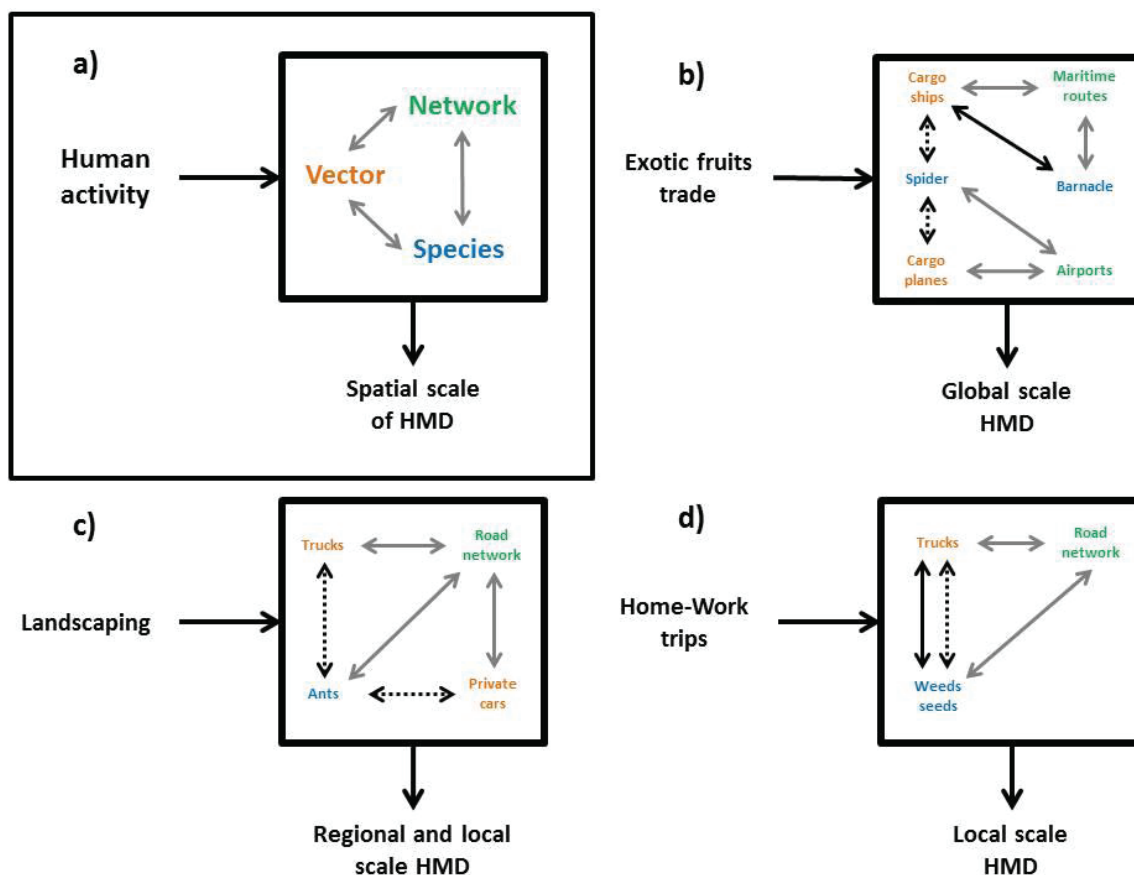 a)
Human
activity
Network
Vector
Species
Spatial scale
of HMD
b)
Exotic fruits
trade
Cargo
ships
Maritime
routes
Spider
Barnacle
Cargo
planes
Airports
Global scale
HMD
c)
Landscaping
Trucks
Road
network
Ants
Private
cars
Regional and local
scale HMD
d)
Home-Work
trips
Trucks
Road
network
Weeds
seeds
Local scale
HMD